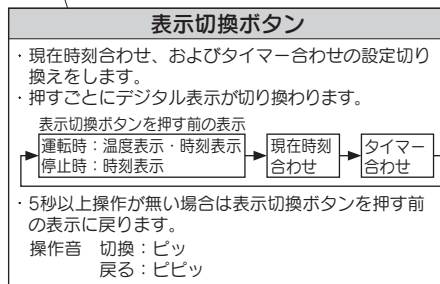 表示切換ボタン
・現在時刻合わせ、およびタイマー合わせの設定切り
換えをします。
・押すごとにデジタル表示が切り換わります。
表示切換ボタンを押す前の表示
運転時：温度表示・時刻表示
停止時：時刻表示
現在時刻
合わせ
タイマー
合わせ
・5秒以上操作が無い場合は表示切換ボタンを押す前
の表示に戻ります。
操作音　切換：ピッ
戻る：ピピッ